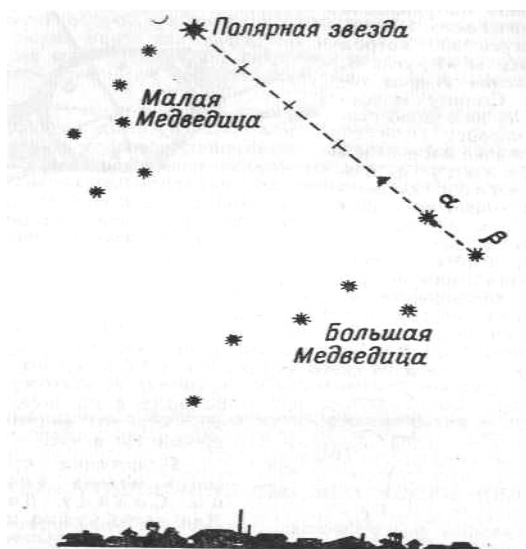 Полярная звезда
Малая
Медведица
α
β
Большая
Медведица